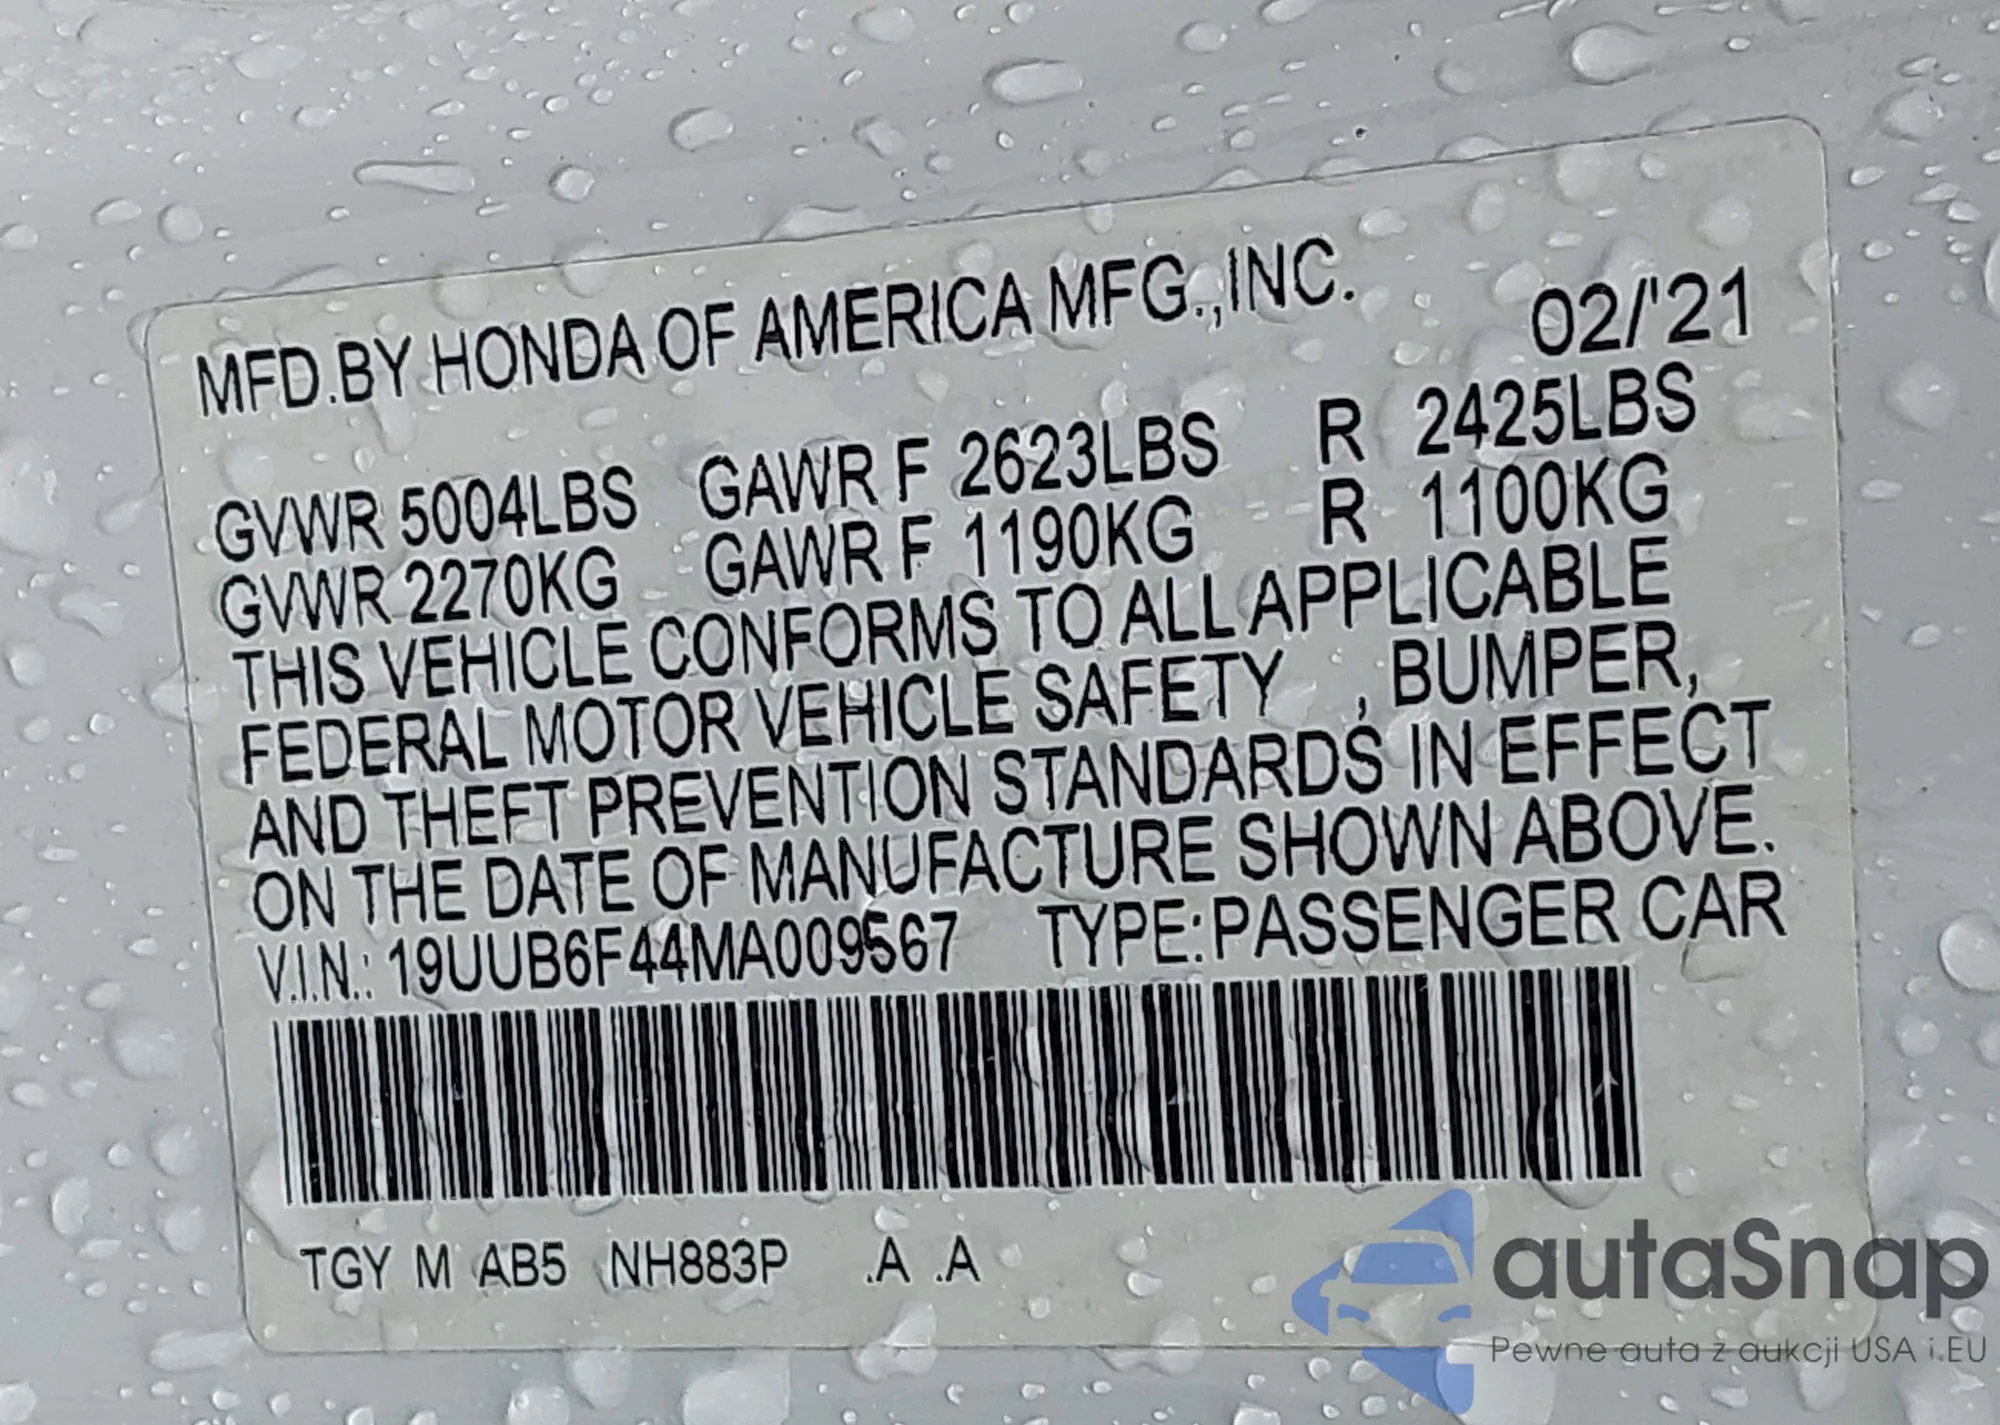 MFD.BY HONDA OF AMERICA MFG.,INC.
02/'21
GVWR 5004LBS GAWR F 2623LBS R 2425LBS
GVWR 2270KG GAWR F 1190KG R 1100KG
THIS VEHICLE CONFORMS TO ALL APPLICABLE
FEDERAL MOTOR VEHICLE SAFETY , BUMPER,
AND THEFT PREVENTION STANDARDS IN EFFECT
ON THE DATE OF MANUFACTURE SHOWN ABOVE.
V.I.N.: 19UUB6F44MA009567 TYPE:PASSENGER CAR
TGY M AB5 NH883P .A .A
autaSnap
Pewne auta z aukcji USA i EU